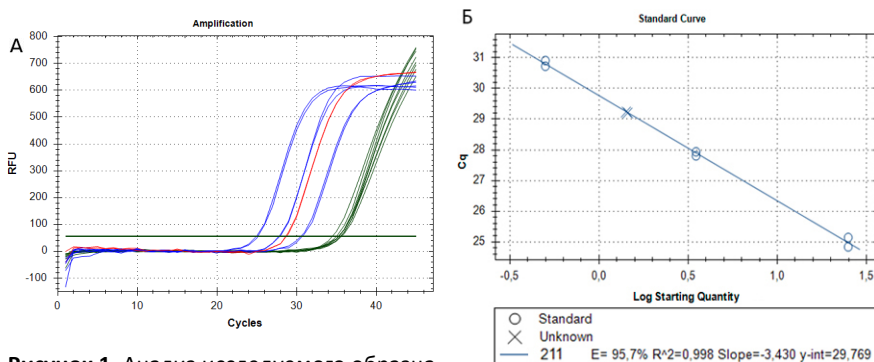 А
Amplification
800
700
600
500
400
300
200
100
0
-100
RFU
0
10
20
30
40
Cycles
Б
Standard Curve
31
30
29
28
27
26
25
Cq
-0,5
0,0
0,5
1,0
1,5
Log Starting Quantity
Standard
Unknown
211 E= 95,7% R^2=0,998 Slope=-3,430 y-int=29,769